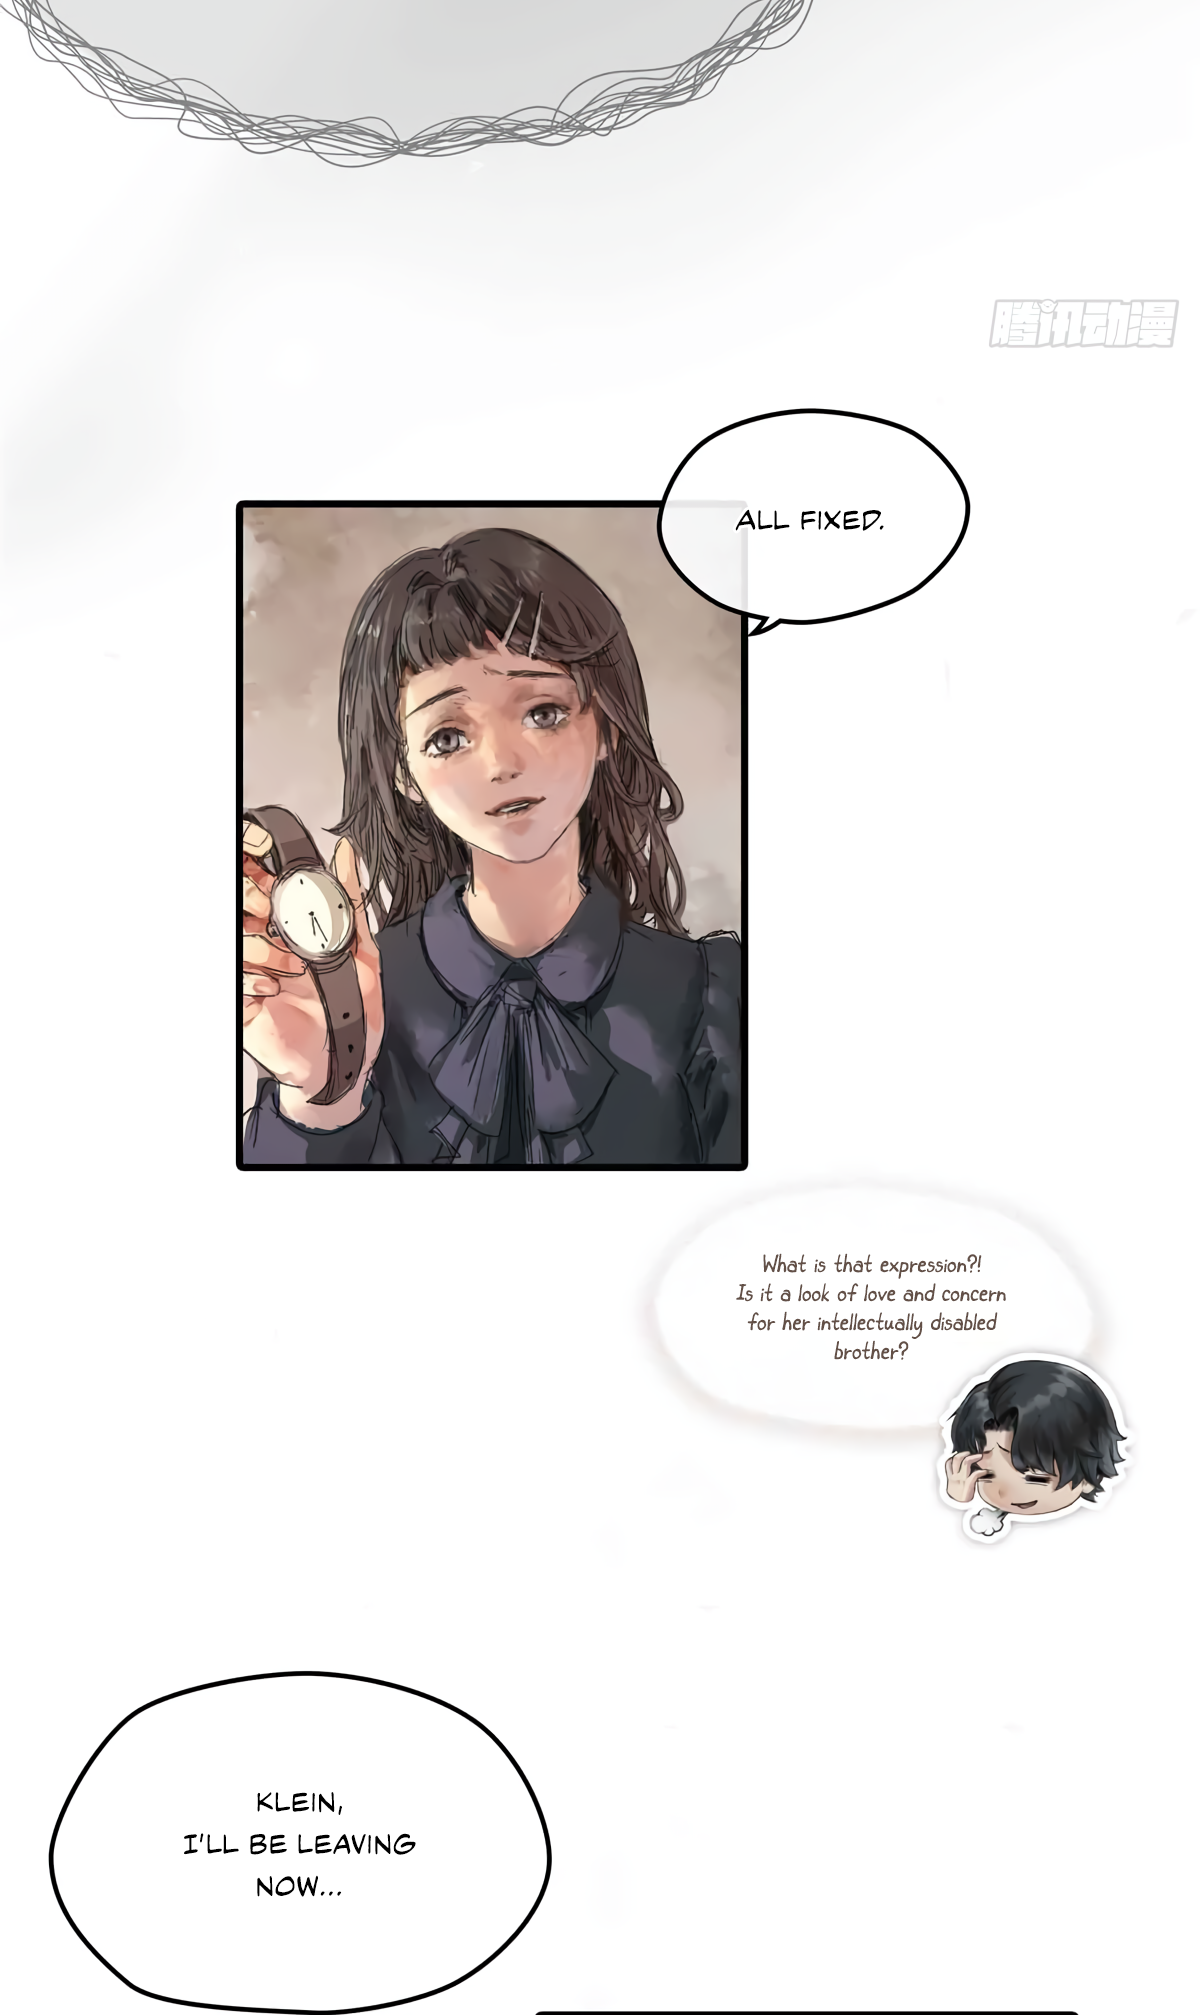 腾讯动漫
ALL FIXED.
What is that expression?!
Is it a look of love and concern
for her intellectually disabled
brother?
KLEIN,
I'LL BE LEAVING
NOW...